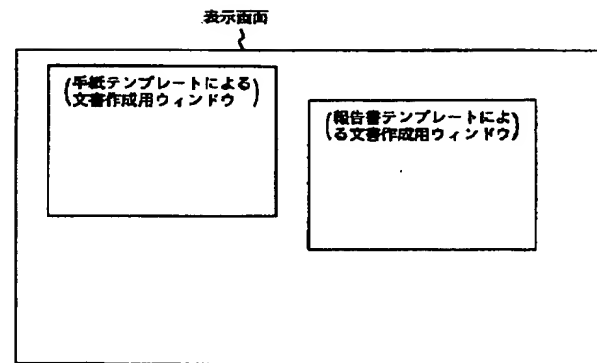 表示画面
(手紙テンプレートによる
文書作成用ウィンドウ)
(報告書テンプレートによ
る文書作成用ウィンドウ)